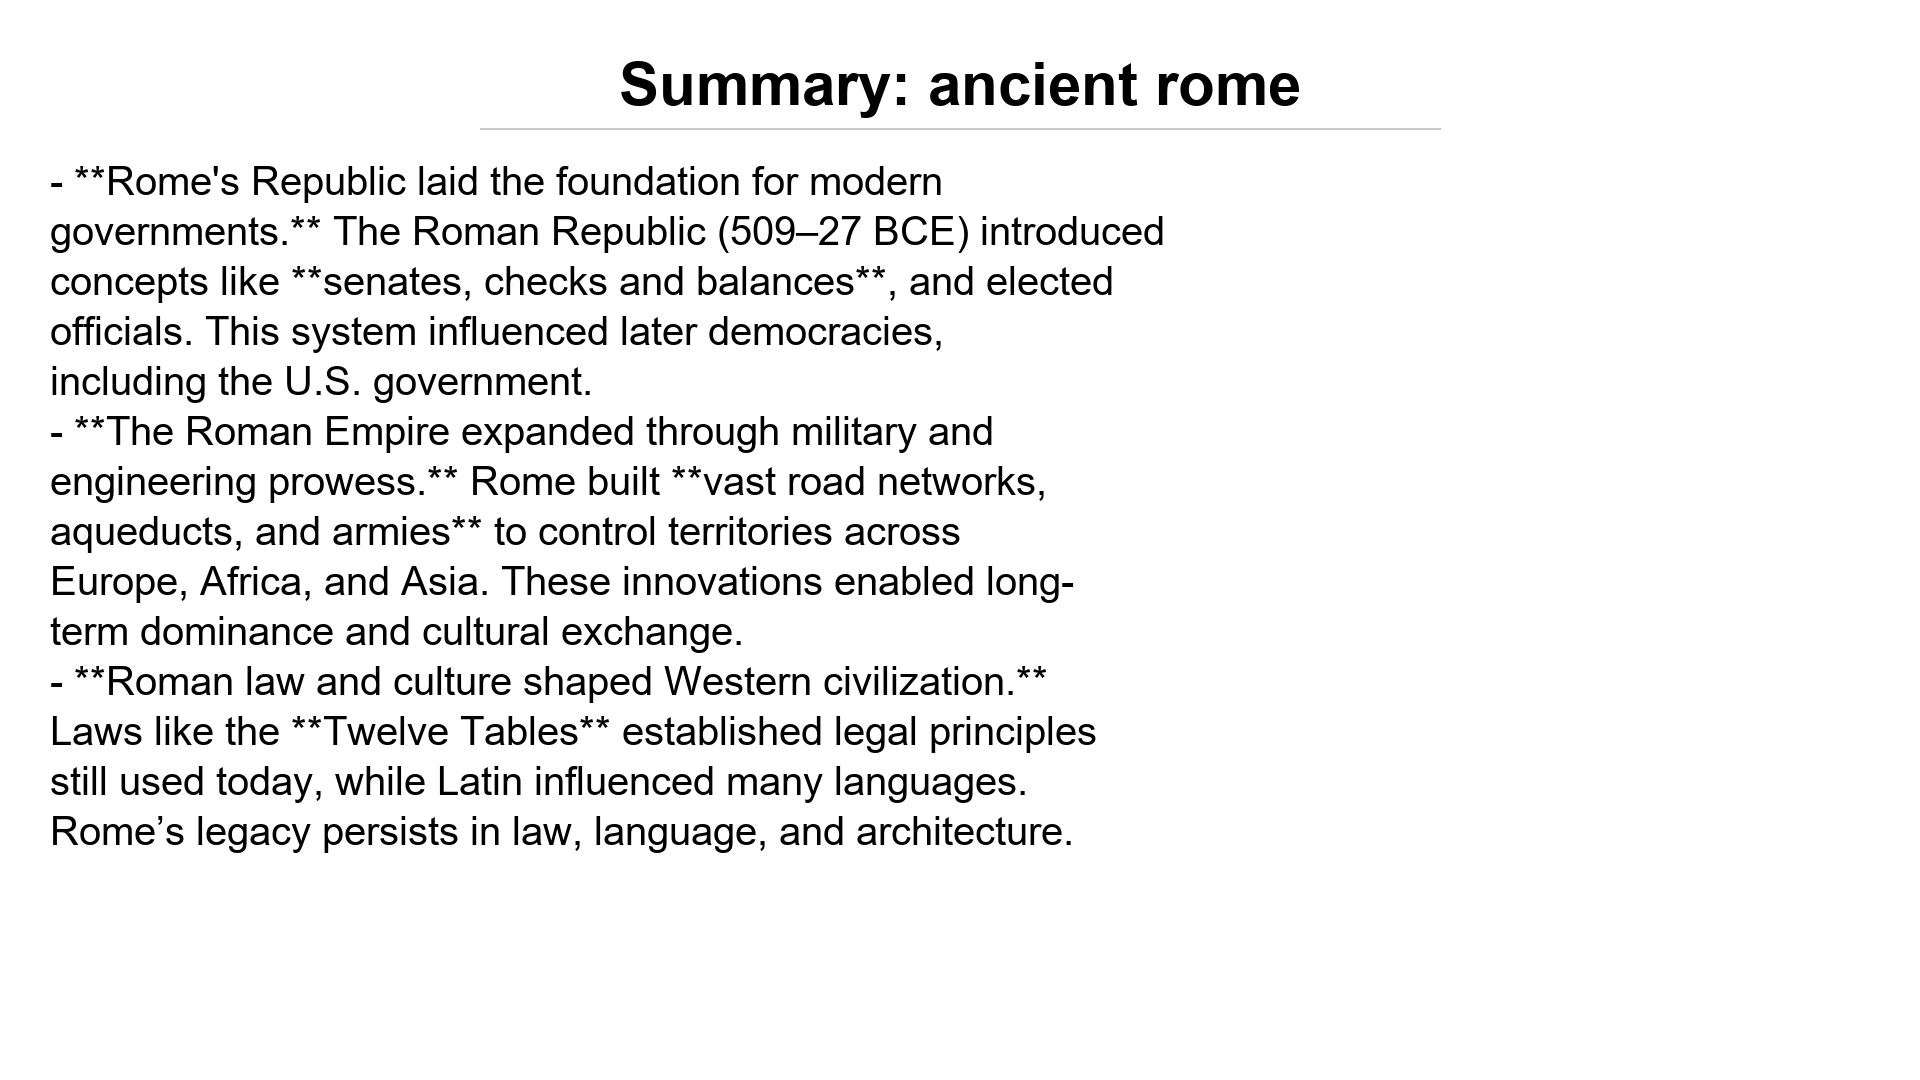 Summary: ancient rome
- **Rome's Republic laid the foundation for modern
governments.** The Roman Republic (509–27 BCE) introduced
concepts like **senates, checks and balances**, and elected
officials. This system influenced later democracies,
including the U.S. government.
- **The Roman Empire expanded through military and
engineering prowess.** Rome built **vast road networks,
aqueducts, and armies** to control territories across
Europe, Africa, and Asia. These innovations enabled long-
term dominance and cultural exchange.
- **Roman law and culture shaped Western civilization.**
Laws like the **Twelve Tables** established legal principles
still used today, while Latin influenced many languages.
Rome’s legacy persists in law, language, and architecture.